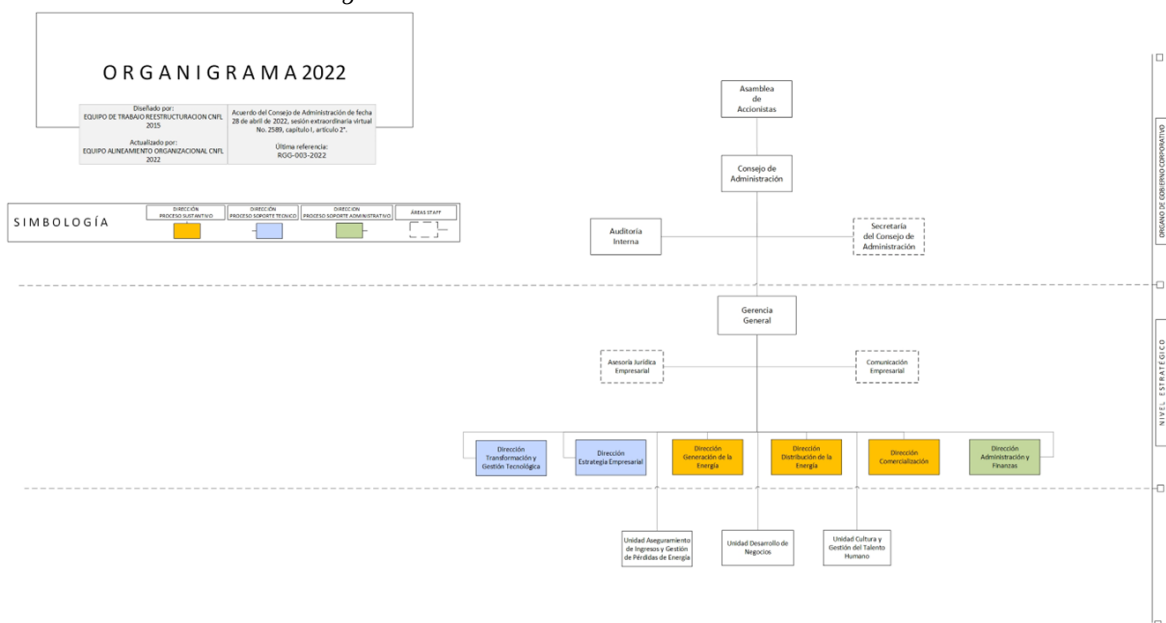 O R G A N I G R A M A 2022
Diseñado por:
EQUIPO DE TRABAJO REESTRUCTURACION CNFL
2015
Actualizado por:
EQUIPO ALINEAMIENTO ORGANIZACIONAL CNFL
2022
Acuerdo del Consejo de Administración de fecha
28 de abril de 2022, sesión extraordinaria virtual
No. 2589, capítulo I, artículo 2°.
Última referencia:
RGG-003-2022
SIMBOLOGÍA
DIRECCIÓN
PROCESO SUSTANTIVO
DIRECCIÓN
PROCESO SOPORTE TECNICO
DIRECCION
PROCESO SOPORTE ADMINISTRATIVO
ÁREAS STAFF
Asamblea
de
Accionistas
Consejo de
Administración
Auditoría
Interna
Secretaría
del Consejo de
Administración
ORGANO DE GOBIERNO CORPORATIVO
Gerencia
General
Asesoría Jurídica
Empresarial
Comunicación
Empresarial
NIVEL ESTRATÉGICO
Dirección
Transformación y
Gestión Tecnológica
Dirección
Estrategia Empresarial
Dirección
Generación de la
Energía
Dirección
Distribución de la
Energía
Dirección
Comercialización
Dirección
Administración y
Finanzas
Unidad Aseguramiento
de Ingresos y Gestión
de Pérdidas de Energía
Unidad Desarrollo de
Negocios
Unidad Cultura y
Gestión del Talento
Humano